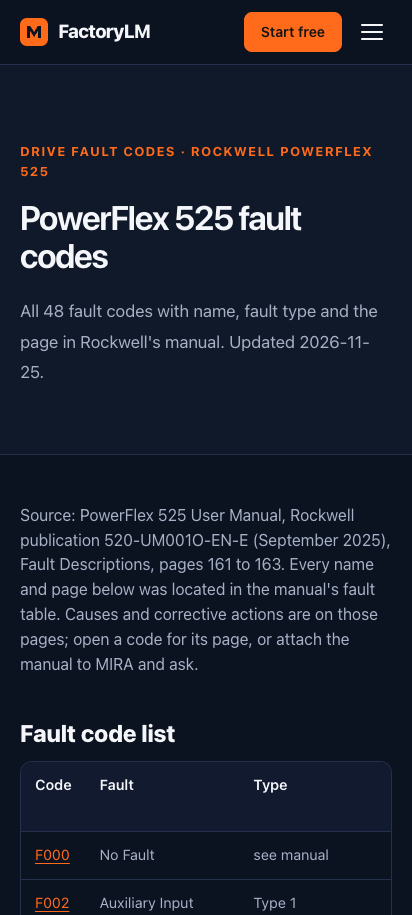 FactoryLM
Start free
DRIVE FAULT CODES · ROCKWELL POWERFLEX
525
PowerFlex 525 fault
codes
All 48 fault codes with name, fault type and the
page in Rockwell's manual. Updated 2026-11-
25.
Source: PowerFlex 525 User Manual, Rockwell
publication 520-UM001O-EN-E (September 2025),
Fault Descriptions, pages 161 to 163. Every name
and page below was located in the manual's fault
table. Causes and corrective actions are on those
pages; open a code for its page, or attach the
manual to MIRA and ask.
Fault code list
Code Fault Type
F000 No Fault see manual
F002 Auxiliary Input Type 1